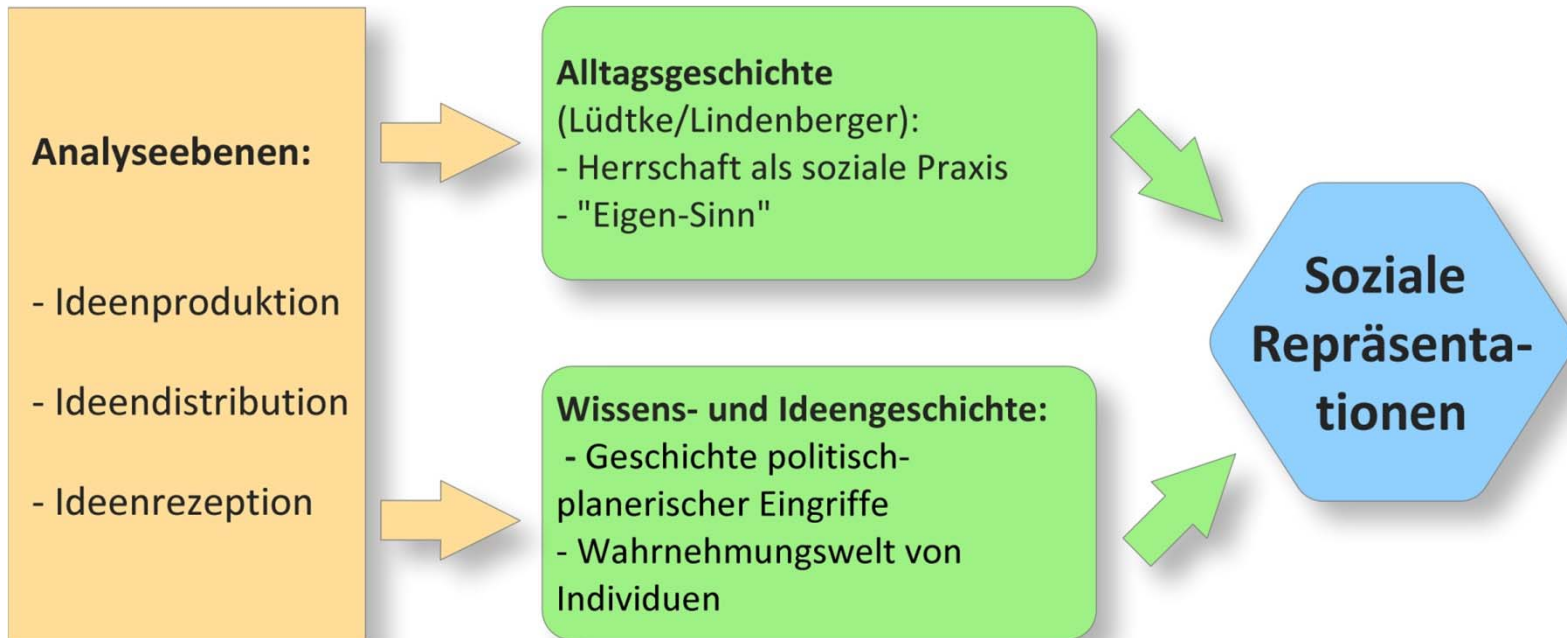 Analyseebenen:
- Ideenproduktion
- Ideendistribution
- Ideenrezeption
Alltagsgeschichte
(Lüdtke/Lindenberger):
- Herrschaft als soziale Praxis
- "Eigen-Sinn"
Wissens- und Ideengeschichte:
- Geschichte politisch-
planerischer Eingriffe
- Wahrnehmungswelt von
Individuen
Soziale
Repräsenta-
tionen